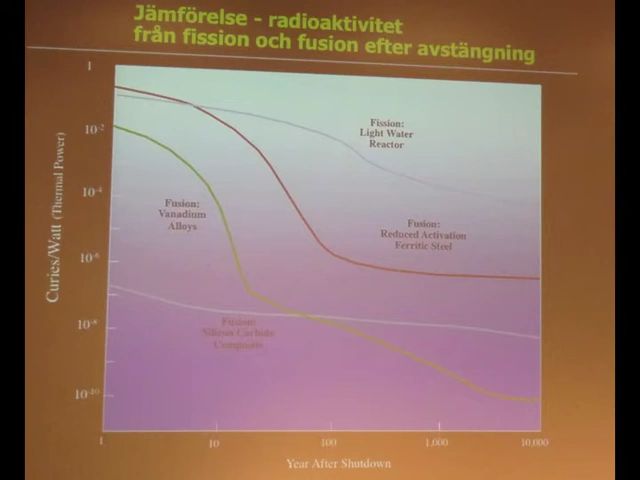 Jämförelse - radioaktivitet
från fission och fusion efter avstängning
1
10-2
10-4
10-6
10-8
10-10
Curies/Watt (Thermal Power)
Fission:
Light Water
Reactor
Fusion:
Vanadium
Alloys
Fusion:
Reduced Activation
Ferritic Steel
Fusion:
Silicon Carbide
Composite
1
10
100
1,000
10,000
Year After Shutdown